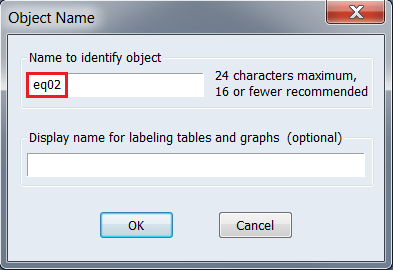 Object Name
Name to identify object
eq02
24 characters maximum,
16 or fewer recommended
Display name for labeling tables and graphs (optional)
OK
Cancel